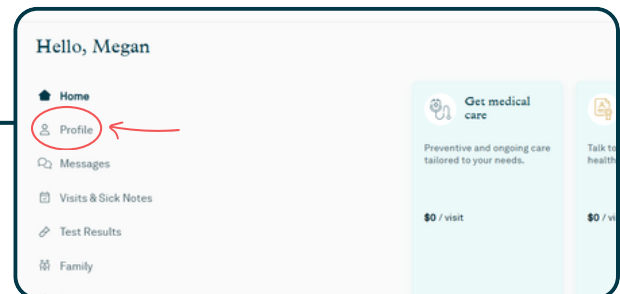 Hello, Megan
Home
Profile
Messages
Visits & Sick Notes
Test Results
Family
Get medical
care
Preventive and ongoing care
tailored to your needs.
$0 / visit
Talk to
health
$0 / vi